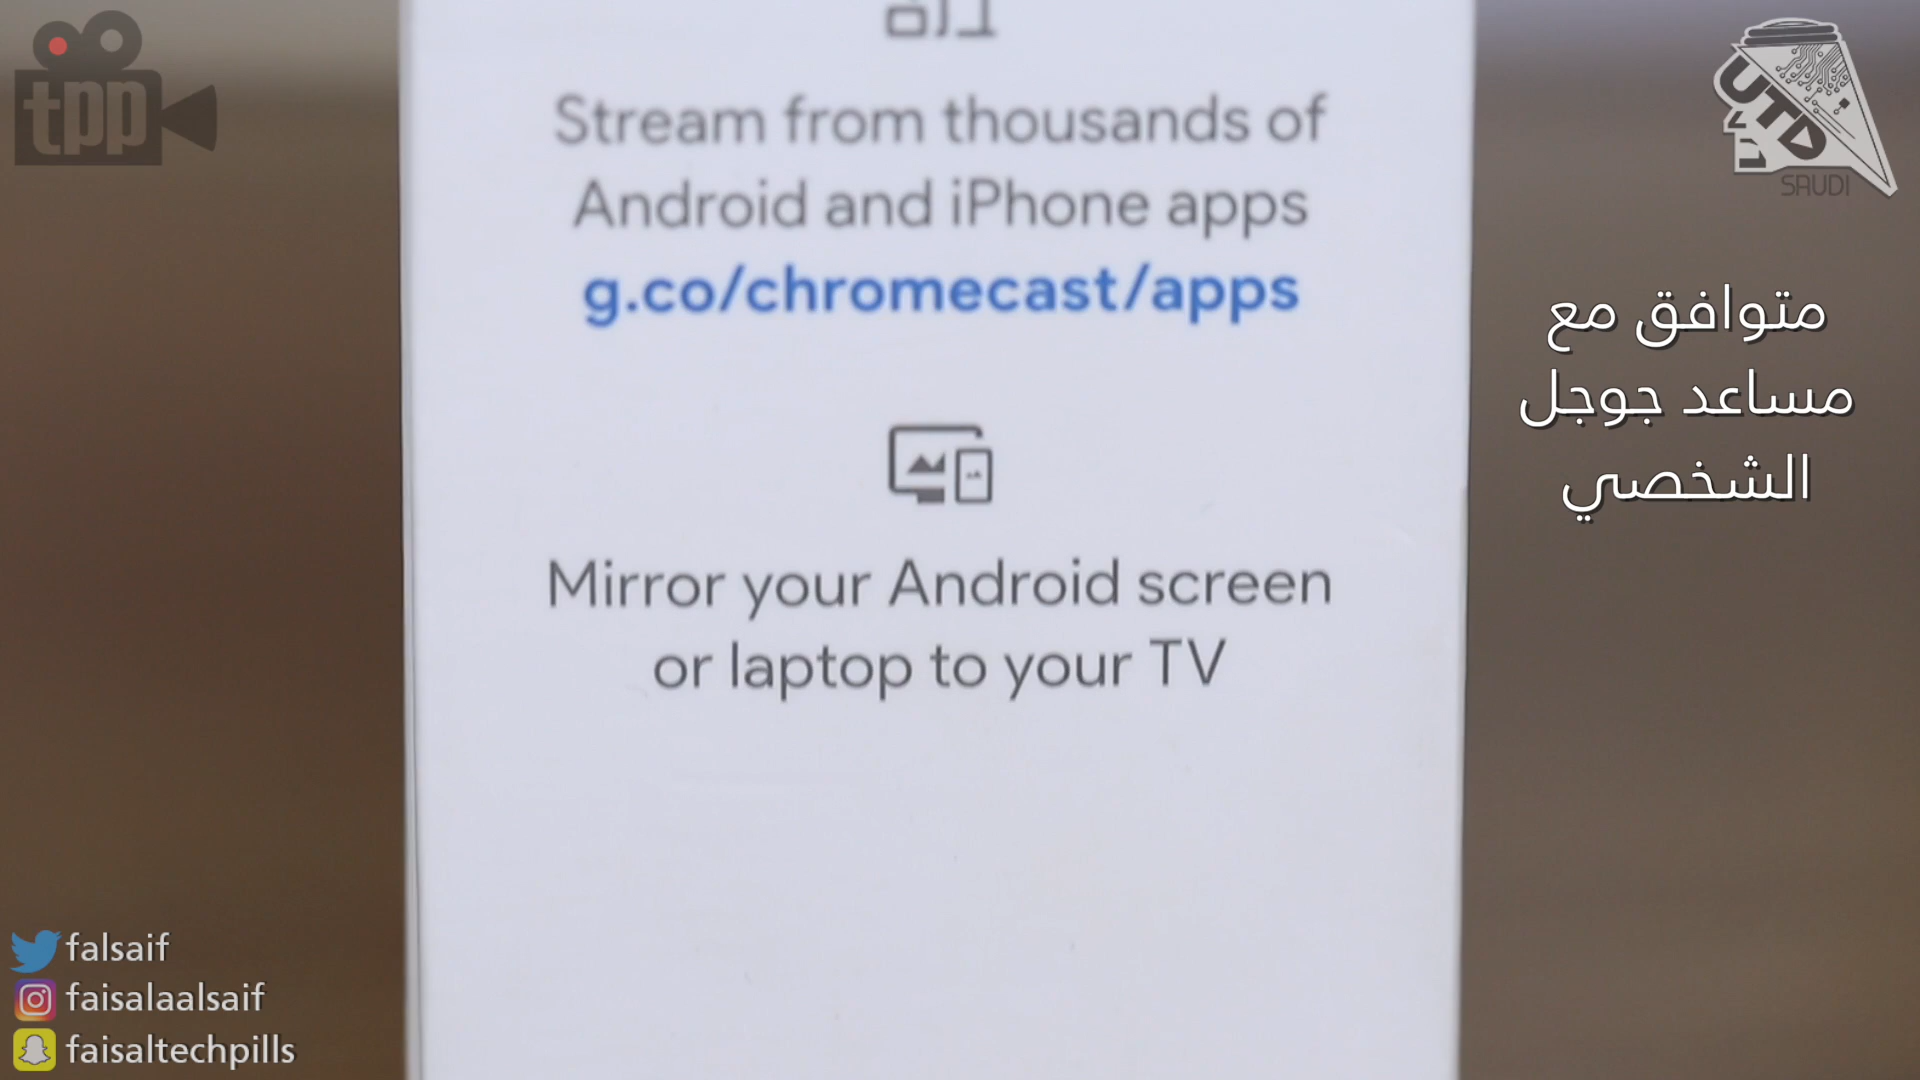 tpp
UTD
SAUDI
Stream from thousands of
Android and iPhone apps
g.co/chromecast/apps
Mirror your Android screen
or laptop to your TV
متوافق مع
مساعد جوجل
الشخصي
falsaif
faisalaalsaif
faisaltechpills